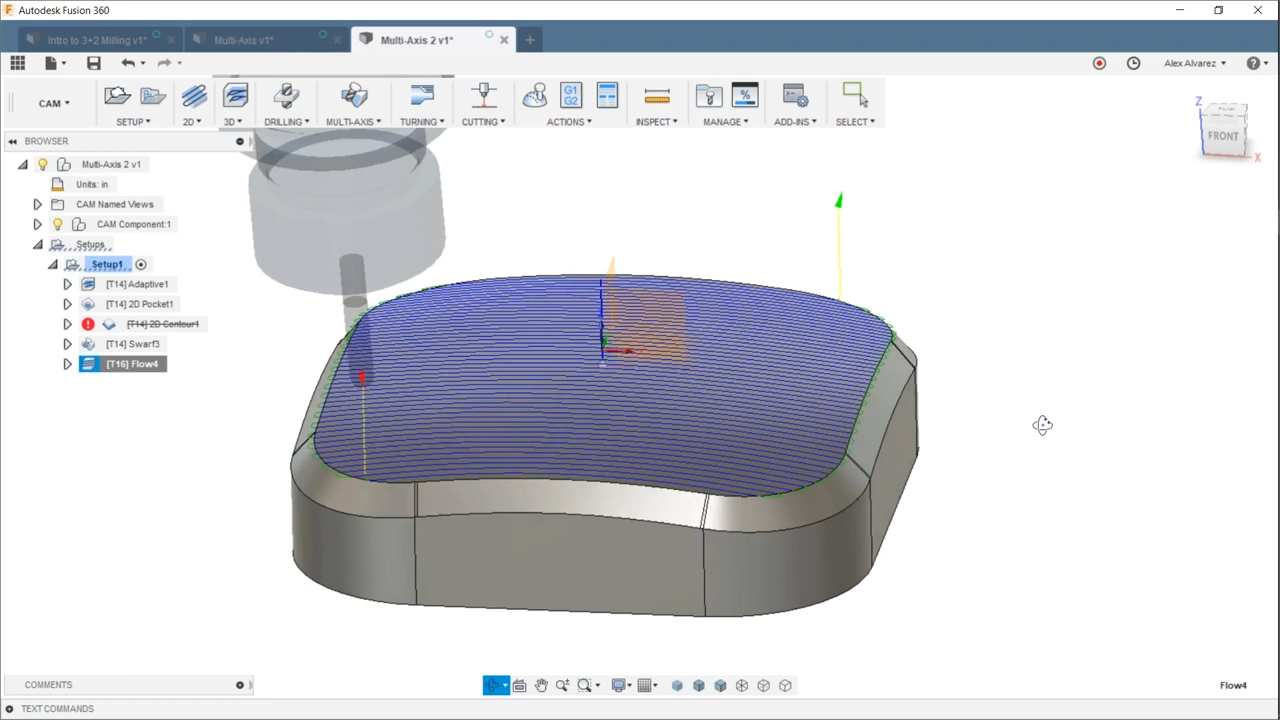 Autodesk Fusion 360
Intro to 3+2 Milling v1*
Multi-Axis v1*
Multi-Axis 2 v1*
Alex Alvarez
CAM
G1
G2
%
SETUP
2D
3D
DRILLING
MULTI-AXIS
TURNING
CUTTING
ACTIONS
INSPECT
MANAGE
ADD-INS
SELECT
BROWSER
Multi-Axis 2 v1
Units: in
CAM Named Views
CAM Component:1
Setups
Setup1
[T14] Adaptive1
[T14] 2D Pocket1
[T14] 2D Contour1
[T14] Swarf3
[T16] Flow4
Z
TOP
FRONT
X
COMMENTS
Flow4
TEXT COMMANDS